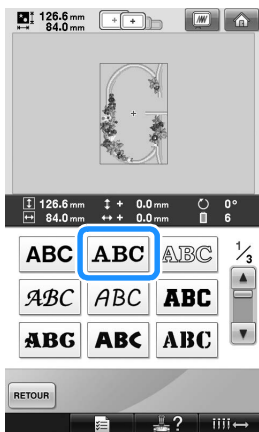 126.6 mm
84.0 mm
126.6 mm + 0.0 mm 0°
84.0 mm + 0.0 mm 6
ABC ABC ABC 1/3
ABC ABC ABC
ABC ABC ABC
RETOUR
?